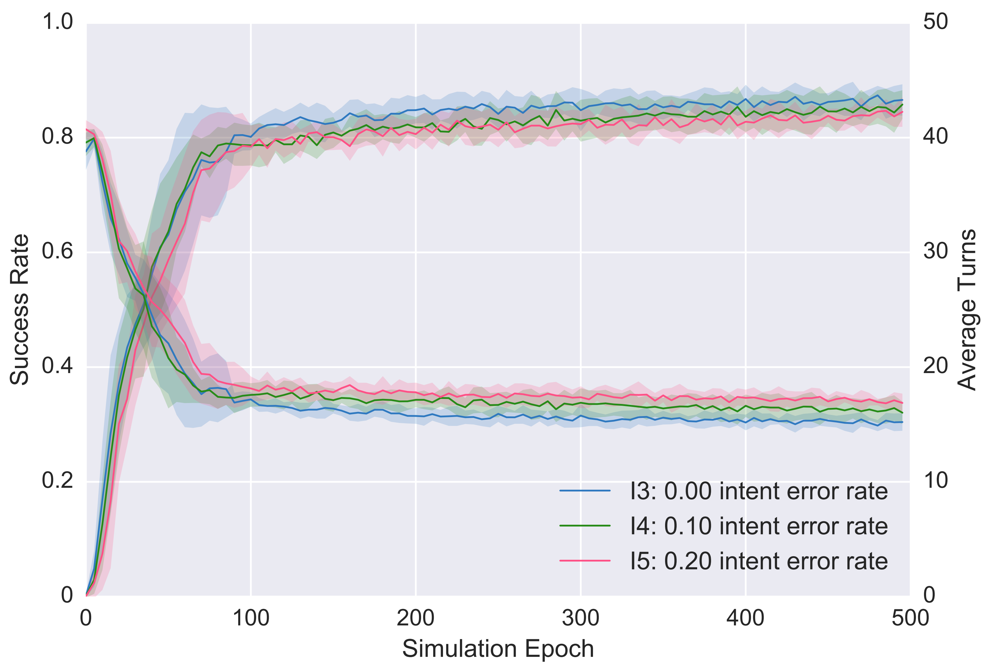 1.0
0.8
0.6
0.4
0.2
0
Success Rate
50
40
30
20
10
0
Average Turns
I3: 0.00 intent error rate
I4: 0.10 intent error rate
I5: 0.20 intent error rate
0 100 200 300 400 500
Simulation Epoch